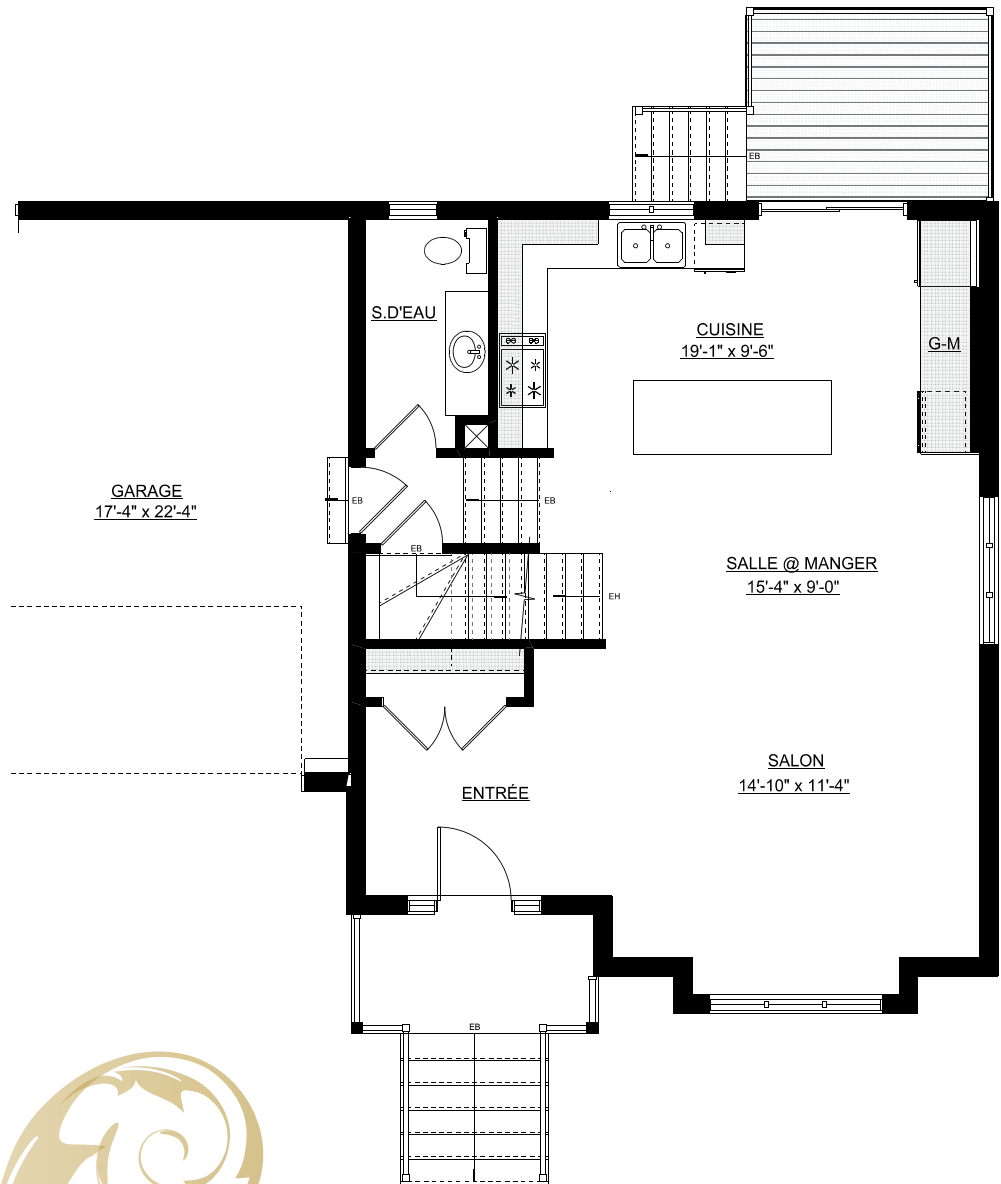 EB
S.D'EAU
CUISINE
19'-1" x 9'-6"
G-M
GARAGE
17'-4" x 22'-4"
EB
EB
EB
SALLE @ MANGER
15'-4" x 9'-0"
EH
SALON
14'-10" x 11'-4"
ENTRÉE
EB